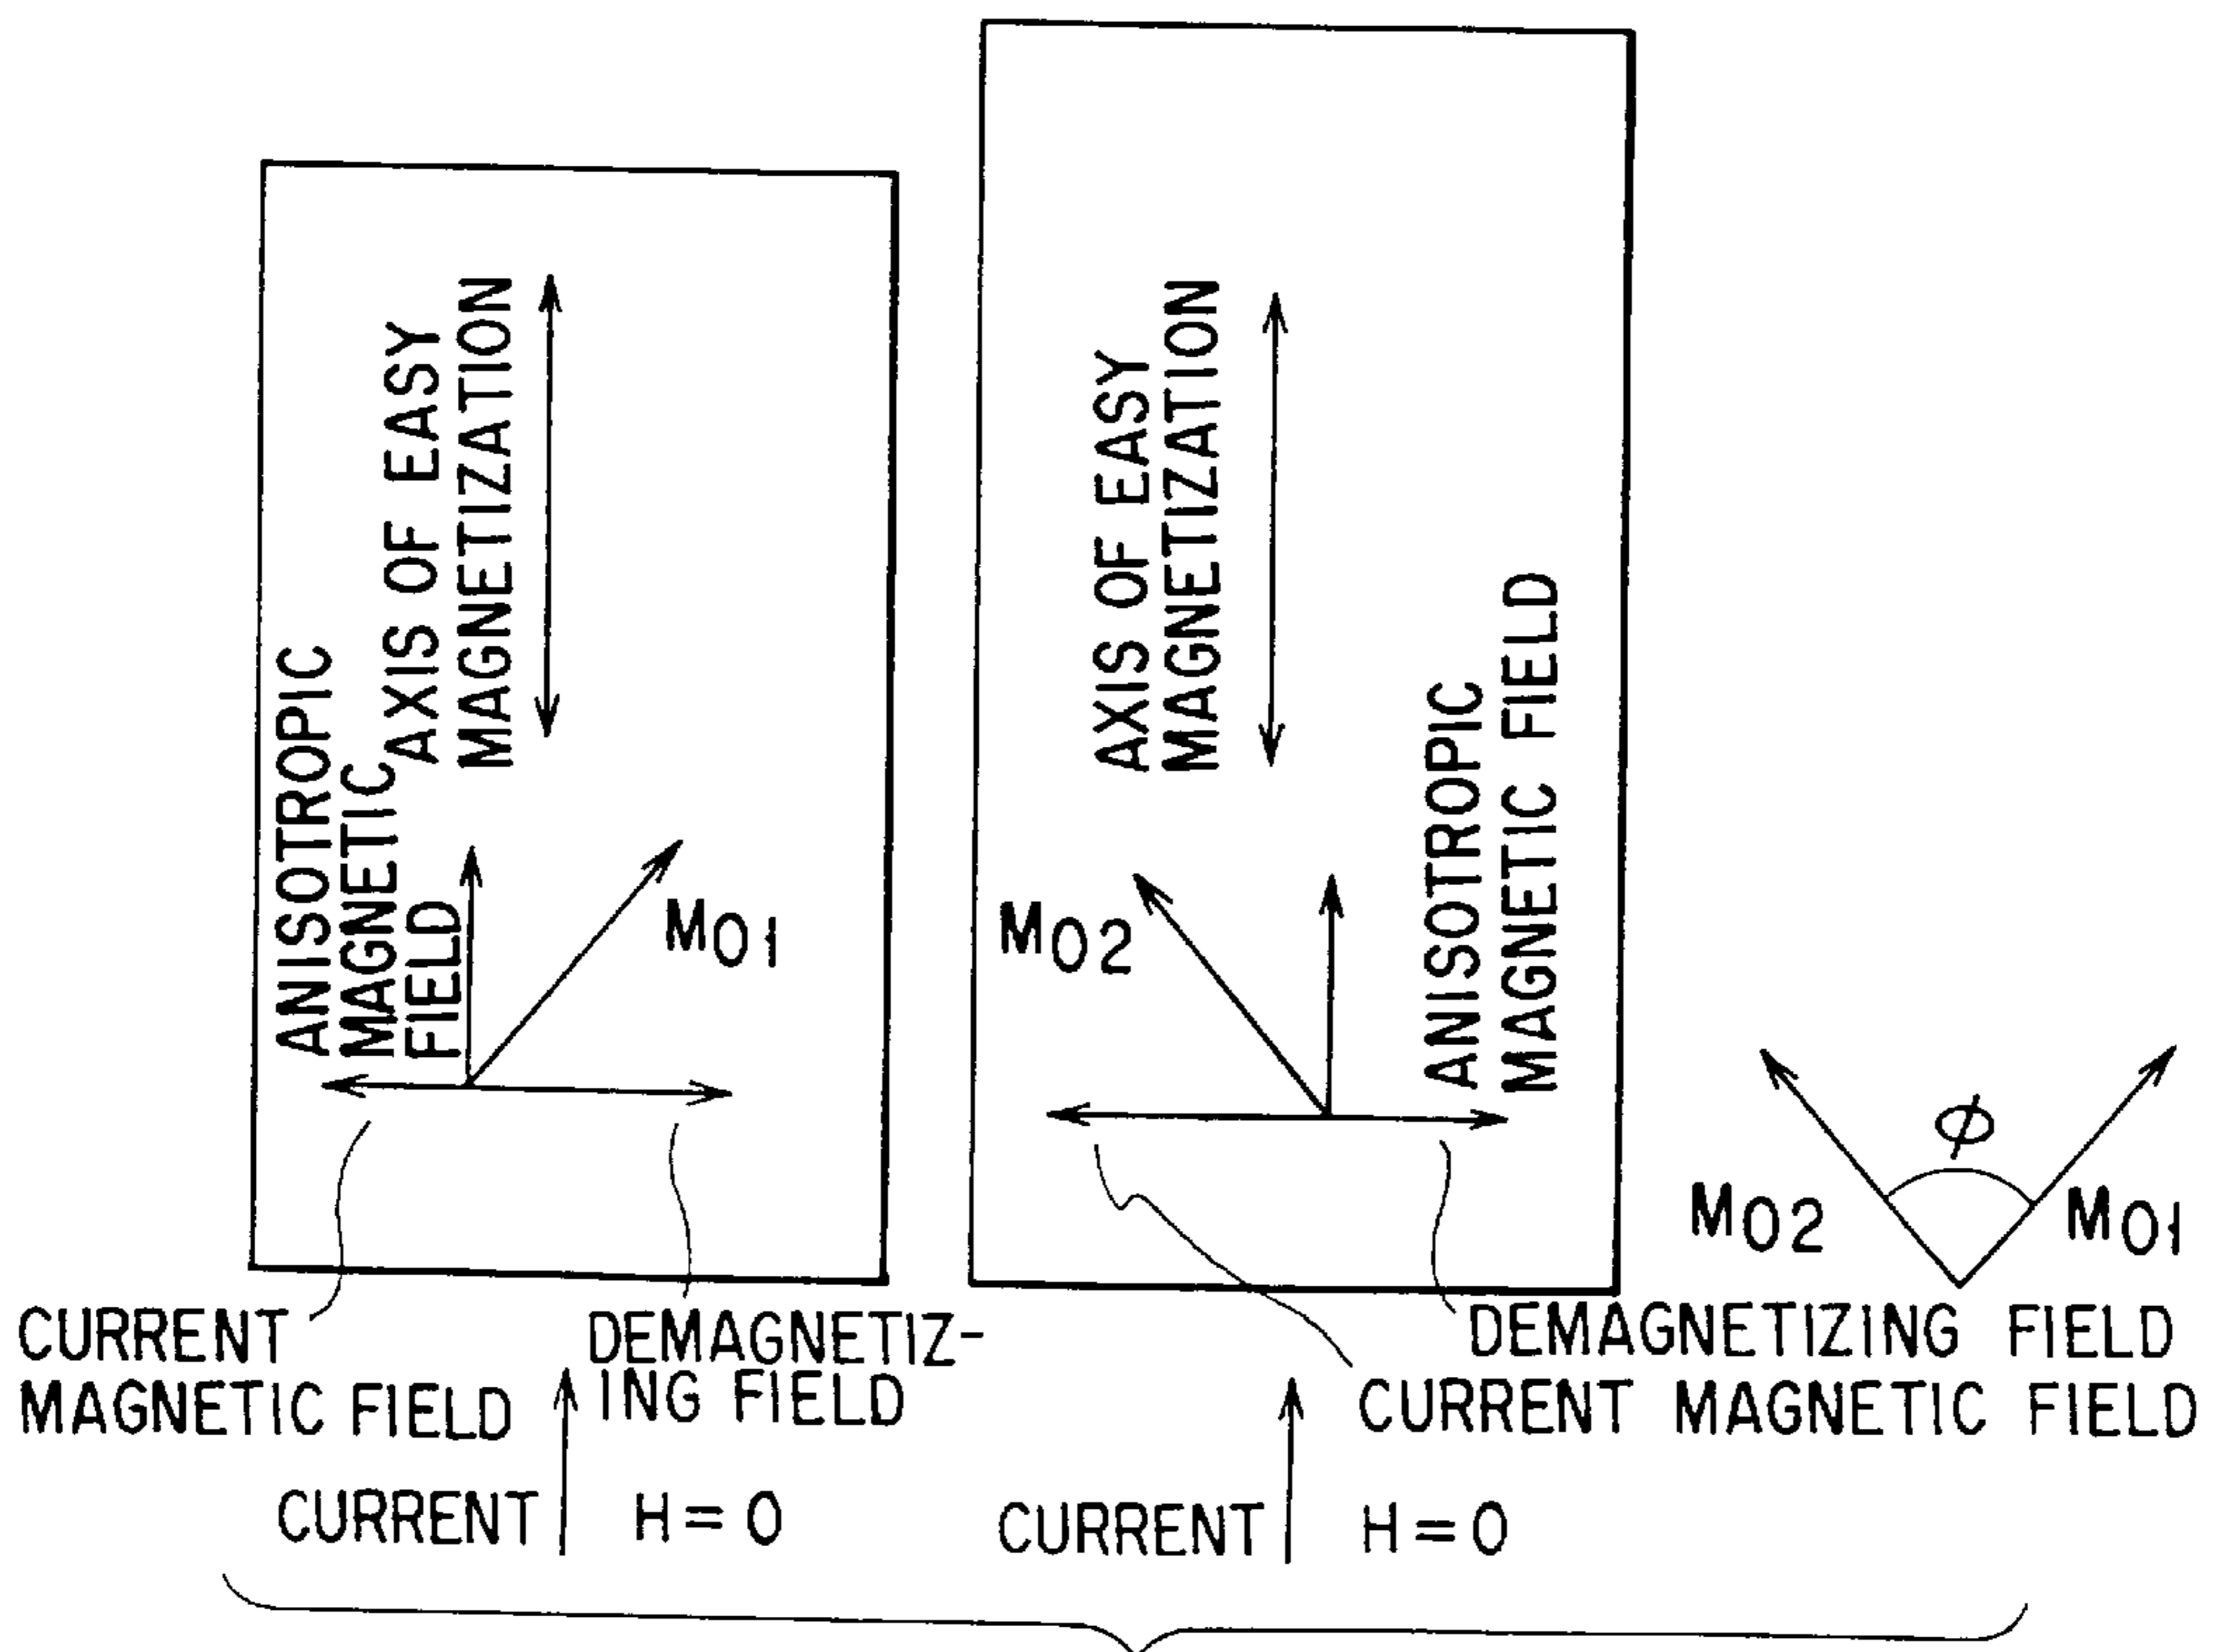 ANISOTROPIC
MAGNETIC
FIELD
AXIS OF EASY
MAGNETIZATION
M01
CURRENT
MAGNETIC FIELD
DEMAGNETIZ-
ING FIELD
CURRENT
H=0
AXIS OF EASY
MAGNETIZATION
M02
ANISOTROPIC
MAGNETIC FIELD
DEMAGNETIZING FIELD
CURRENT MAGNETIC FIELD
CURRENT
H=0
ϕ
M02
M01